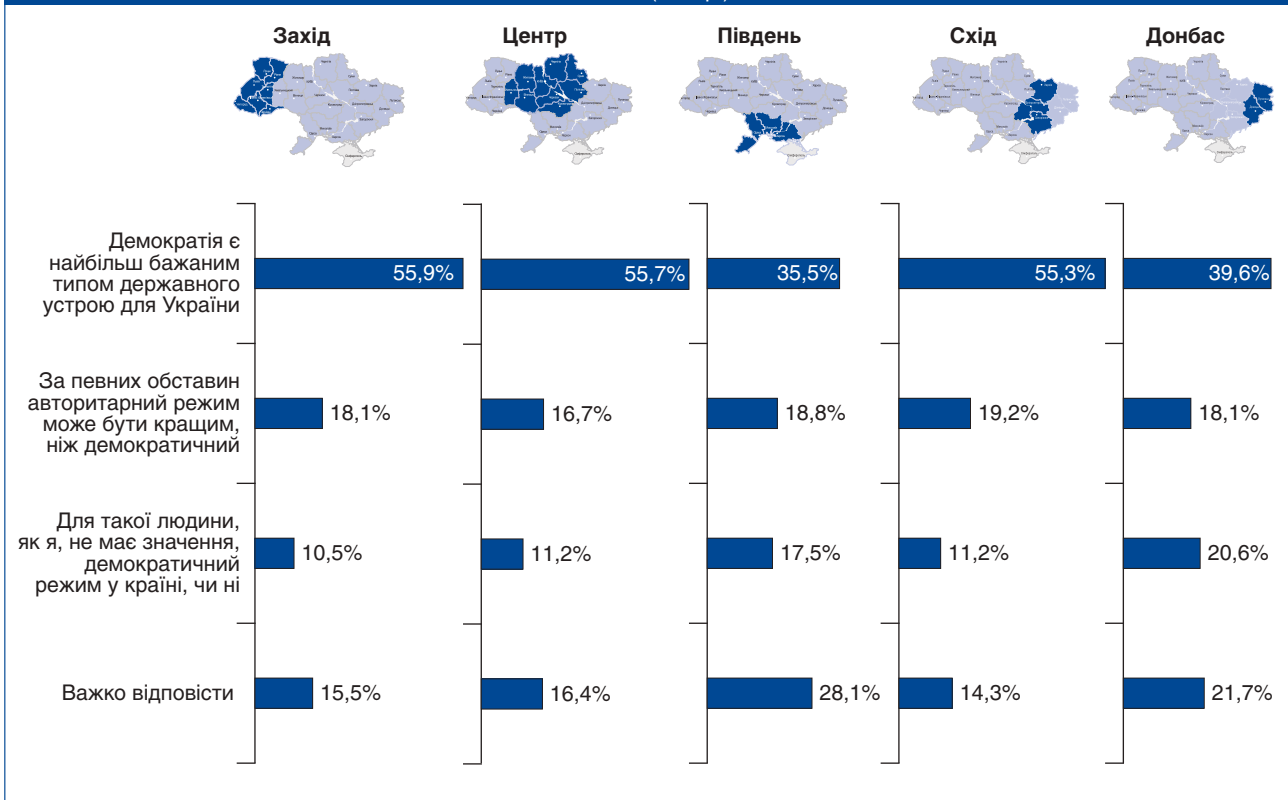 Захід
Центр
Південь
Схід
Донбас
Демократія є
найбільш бажаним
типом державного
устрою для України
55,9%
55,7%
35,5%
55,3%
39,6%
За певних обставин
авторитарний режим
може бути кращим,
ніж демократичний
18,1%
16,7%
18,8%
19,2%
18,1%
Для такої людини,
як я, не має значення,
демократичний
режим у країні, чи ні
10,5%
11,2%
17,5%
11,2%
20,6%
Важко відповісти
15,5%
16,4%
28,1%
14,3%
21,7%